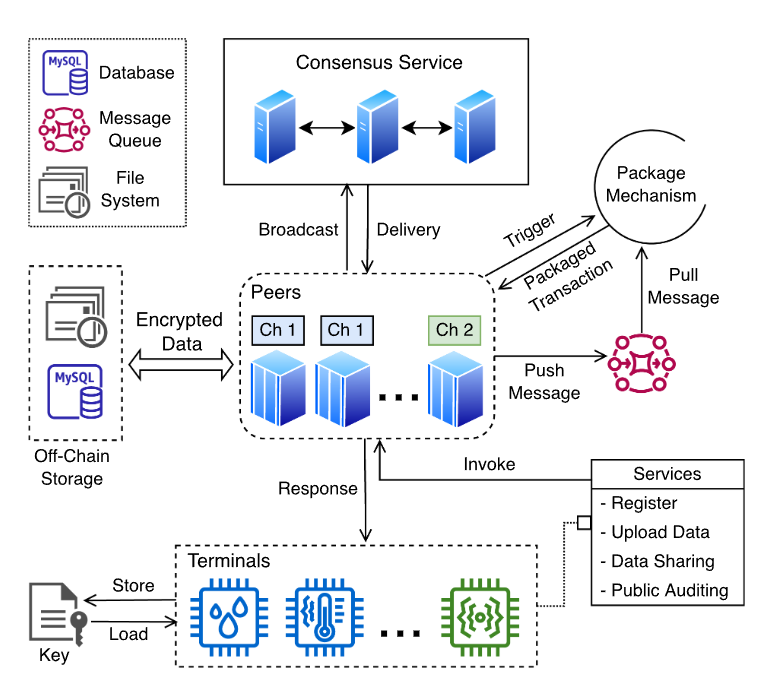 MySQL
Database
Message
Queue
File
System
Consensus Service
Broadcast
Delivery
Trigger
Packaged
Transaction
Package
Mechanism
Pull
Message
Peers
Ch 1
Ch 1
Ch 2
Encrypted
Data
MySQL
Off-Chain
Storage
Push
Message
Response
Invoke
Services
- Register
- Upload Data
- Data Sharing
- Public Auditing
Terminals
Store
Load
Key